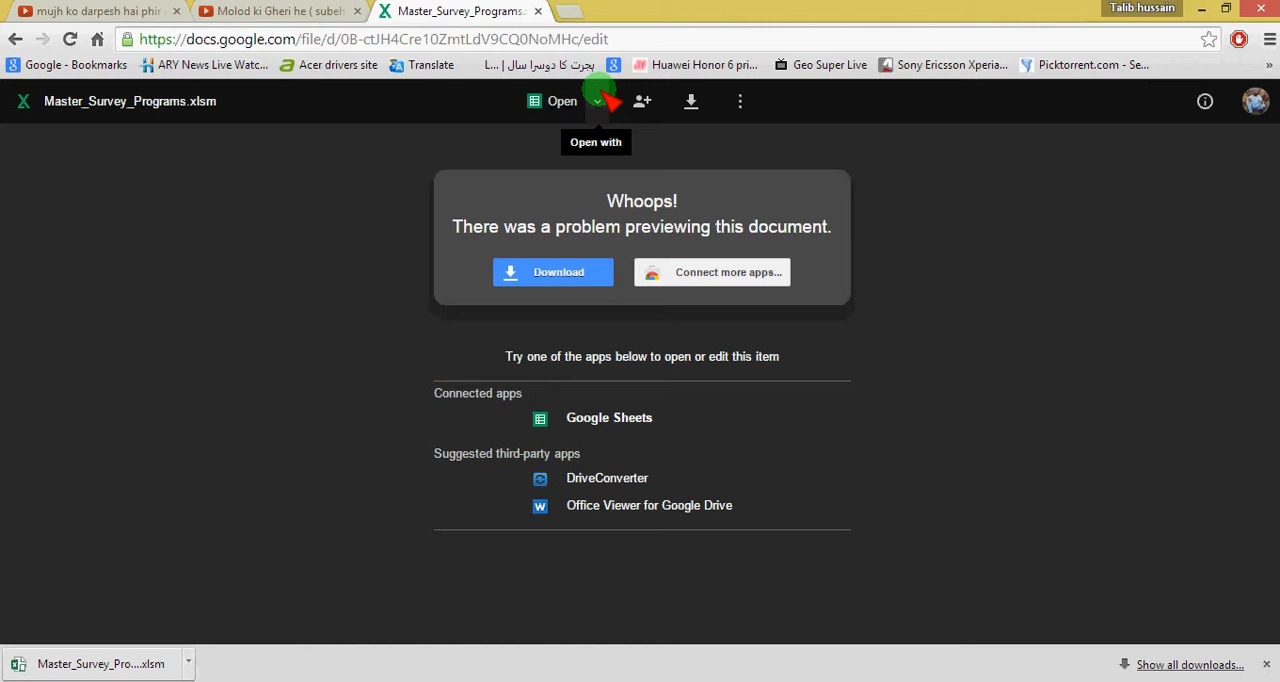 Talib hussain
mujh ko darpesh hai phir
Molod ki Gheri he ( subeh
Master_Survey_Programs.
https://docs.google.com/file/d/0B-ctJH4Cre10ZmtLdV9CQUNoMHc/edit
Google - Bookmarks
ARY News Live Watc...
Acer drivers site
Translate
L... | ہجرت کا دوسرا سال
Huawei Honor 6 pri...
Geo Super Live
Sony Ericsson Xperia...
Picktorrent.com - Se...
»
Master_Survey_Programs.xlsm
Open
Open with
Whoops!
There was a problem previewing this document.
Download
Connect more apps...
Try one of the apps below to open or edit this item
Connected apps
Google Sheets
Suggested third-party apps
DriveConverter
Office Viewer for Google Drive
Master_Survey_Pro....xlsm
Show all downloads...